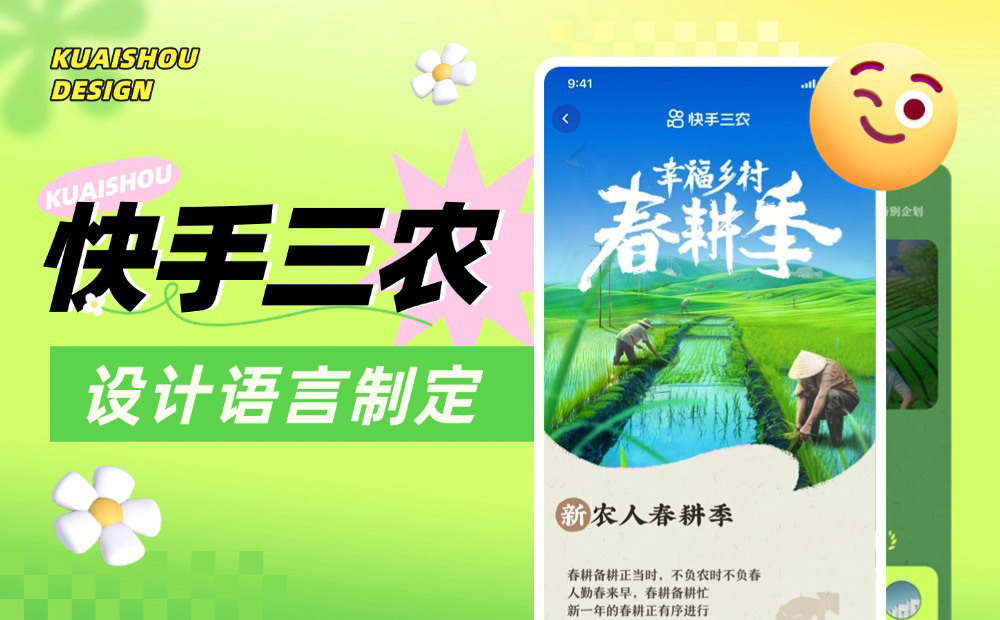 KUAISHOU
DESIGN
KUAISHOU
快手三农
设计语言制定
9:41
快手三农
幸福乡村
春耕季
新农人春耕季
春耕备耕正当时，不负农时不负春
人勤春来早，春耕备耕忙
新一年的春耕正有序进行
别企划